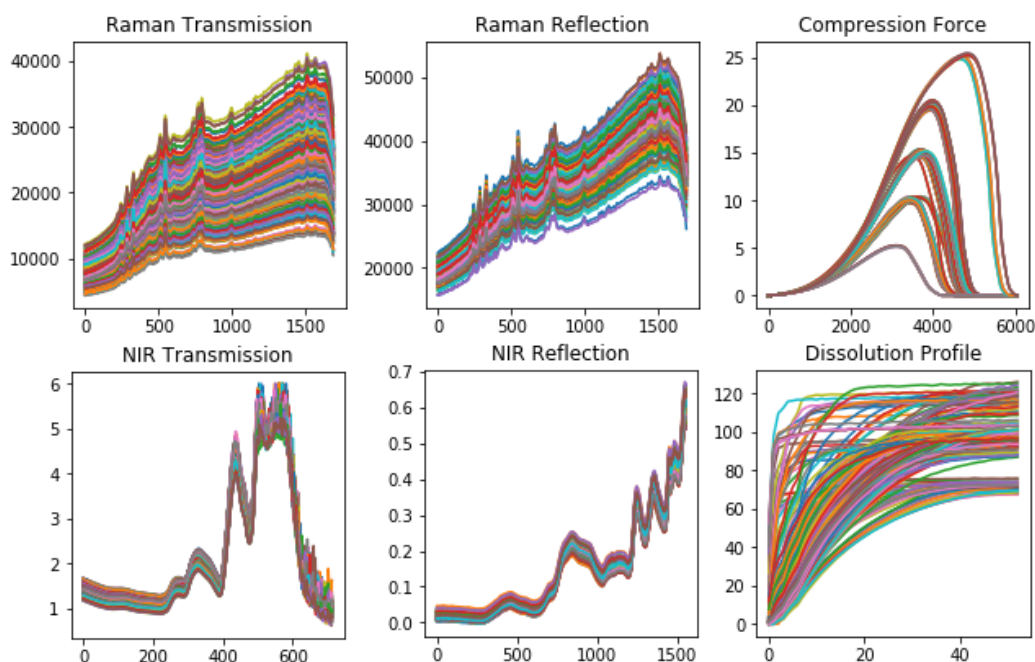 Raman Transmission
40000
30000
20000
10000
0 500 1000 1500
Raman Reflection
50000
40000
30000
20000
0 500 1000 1500
Compression Force
25
20
15
10
5
0
0 2000 4000 6000
NIR Transmission
6
5
4
3
2
1
0 200 400 600
NIR Reflection
0.7
0.6
0.5
0.4
0.3
0.2
0.1
0.0
0 500 1000 1500
Dissolution Profile
120
100
80
60
40
20
0
0 20 40